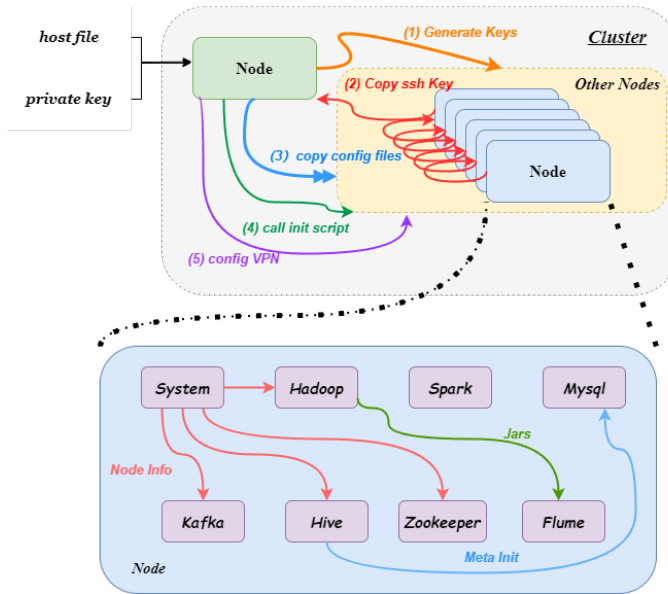 host file
private key
Node
(1) Generate Keys
Cluster
Other Nodes
(2) Copy ssh Key
(3) copy config files
Node
(4) call init script
(5) config VPN
System
Hadoop
Spark
Mysql
Jars
Node Info
Kafka
Hive
Zookeeper
Flume
Meta Init
Node